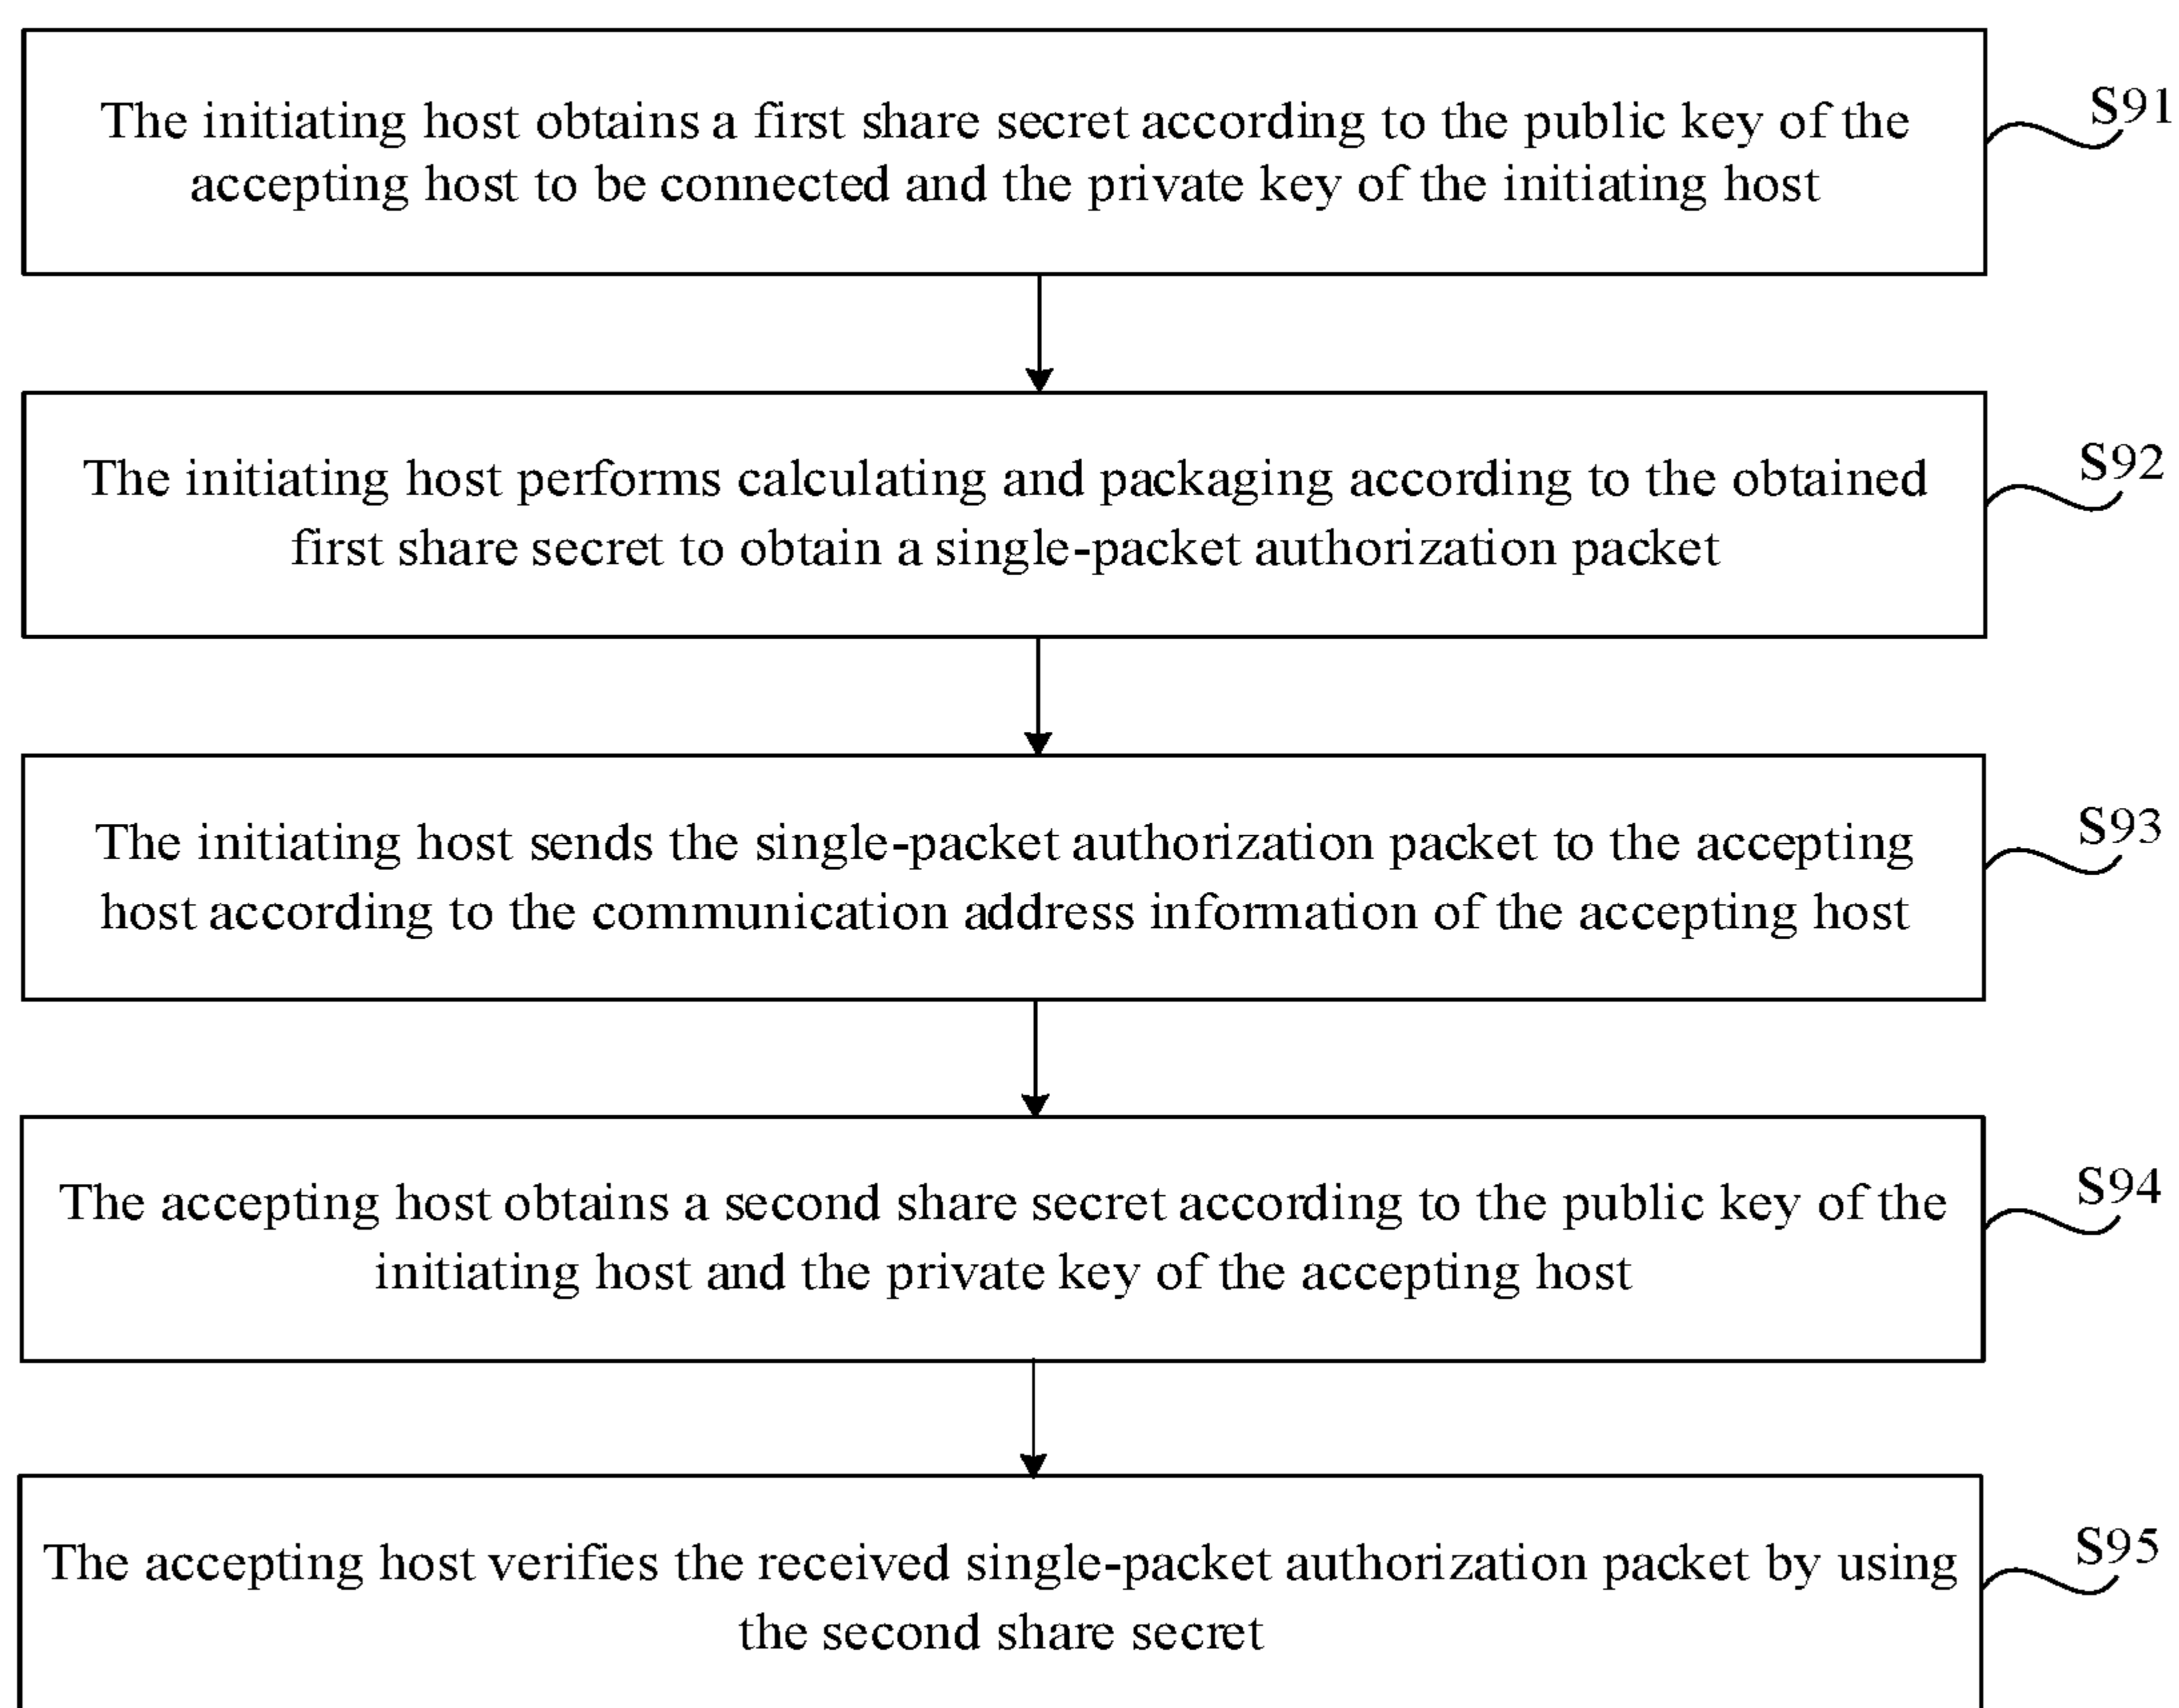 The initiating host obtains a first share secret according to the public key of the
accepting host to be connected and the private key of the initiating host
S91
The initiating host performs calculating and packaging according to the obtained
first share secret to obtain a single-packet authorization packet
S92
The initiating host sends the single-packet authorization packet to the accepting
host according to the communication address information of the accepting host
S93
The accepting host obtains a second share secret according to the public key of the
initiating host and the private key of the accepting host
S94
The accepting host verifies the received single-packet authorization packet by using
the second share secret
S95